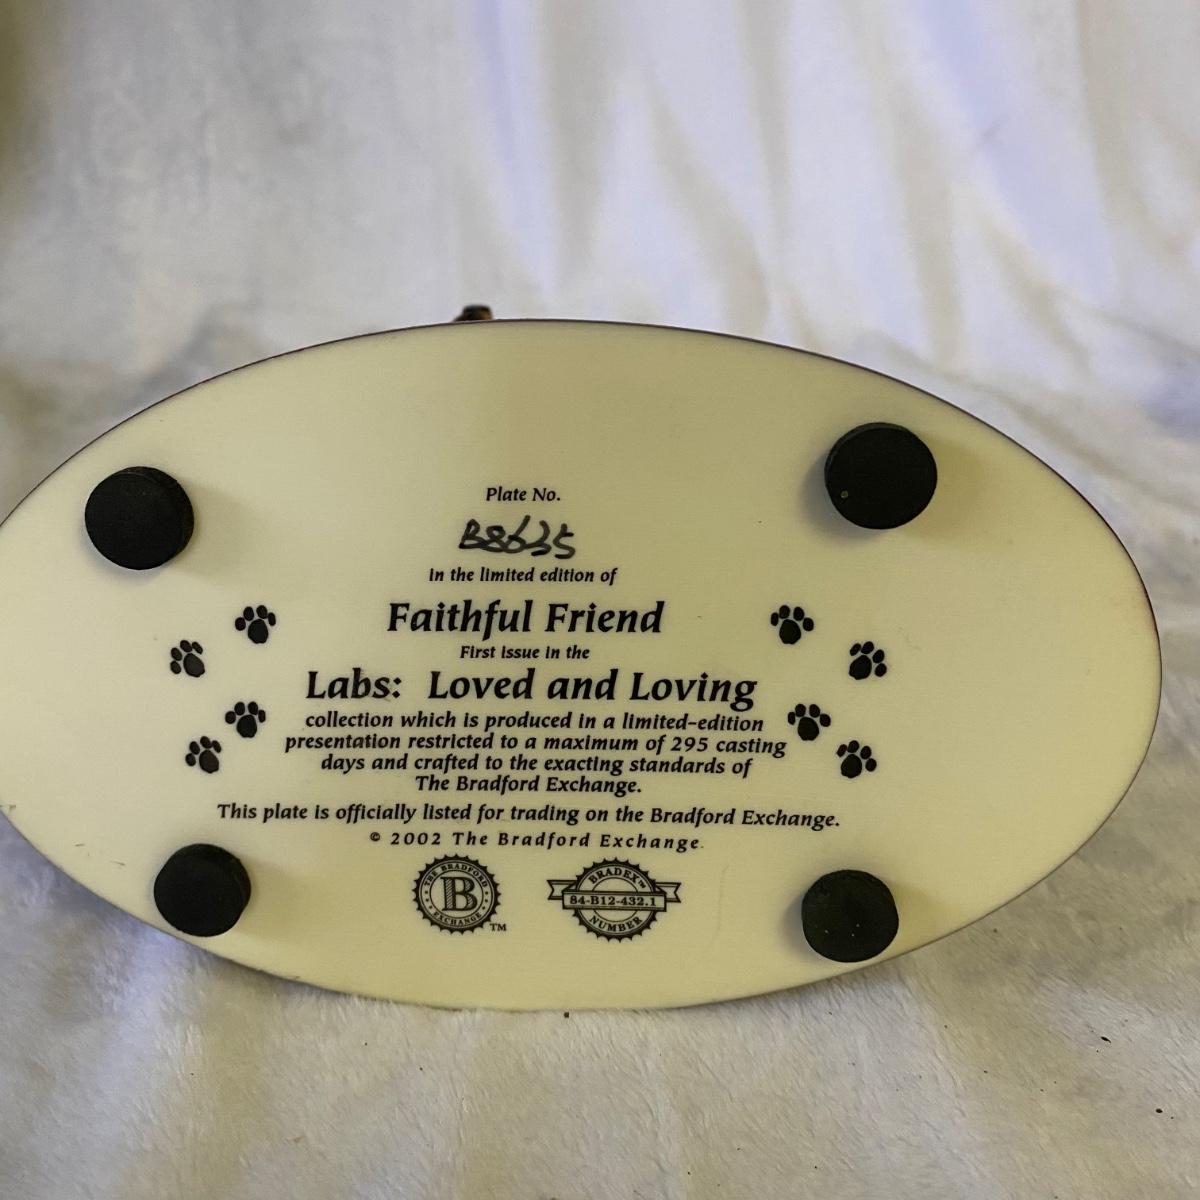 Plate No.
B8635
in the limited edition of
Faithful Friend
First issue in the
Labs: Loved and Loving
collection which is produced in a limited-edition
presentation restricted to a maximum of 295 casting
days and crafted to the exacting standards of
The Bradford Exchange.
This plate is officially listed for trading on the Bradford Exchange.
© 2002 The Bradford Exchange.
THE BRADFORD
B
EXCHANGE
TM
BRADEX™
84-B12-432.1
NUMBER